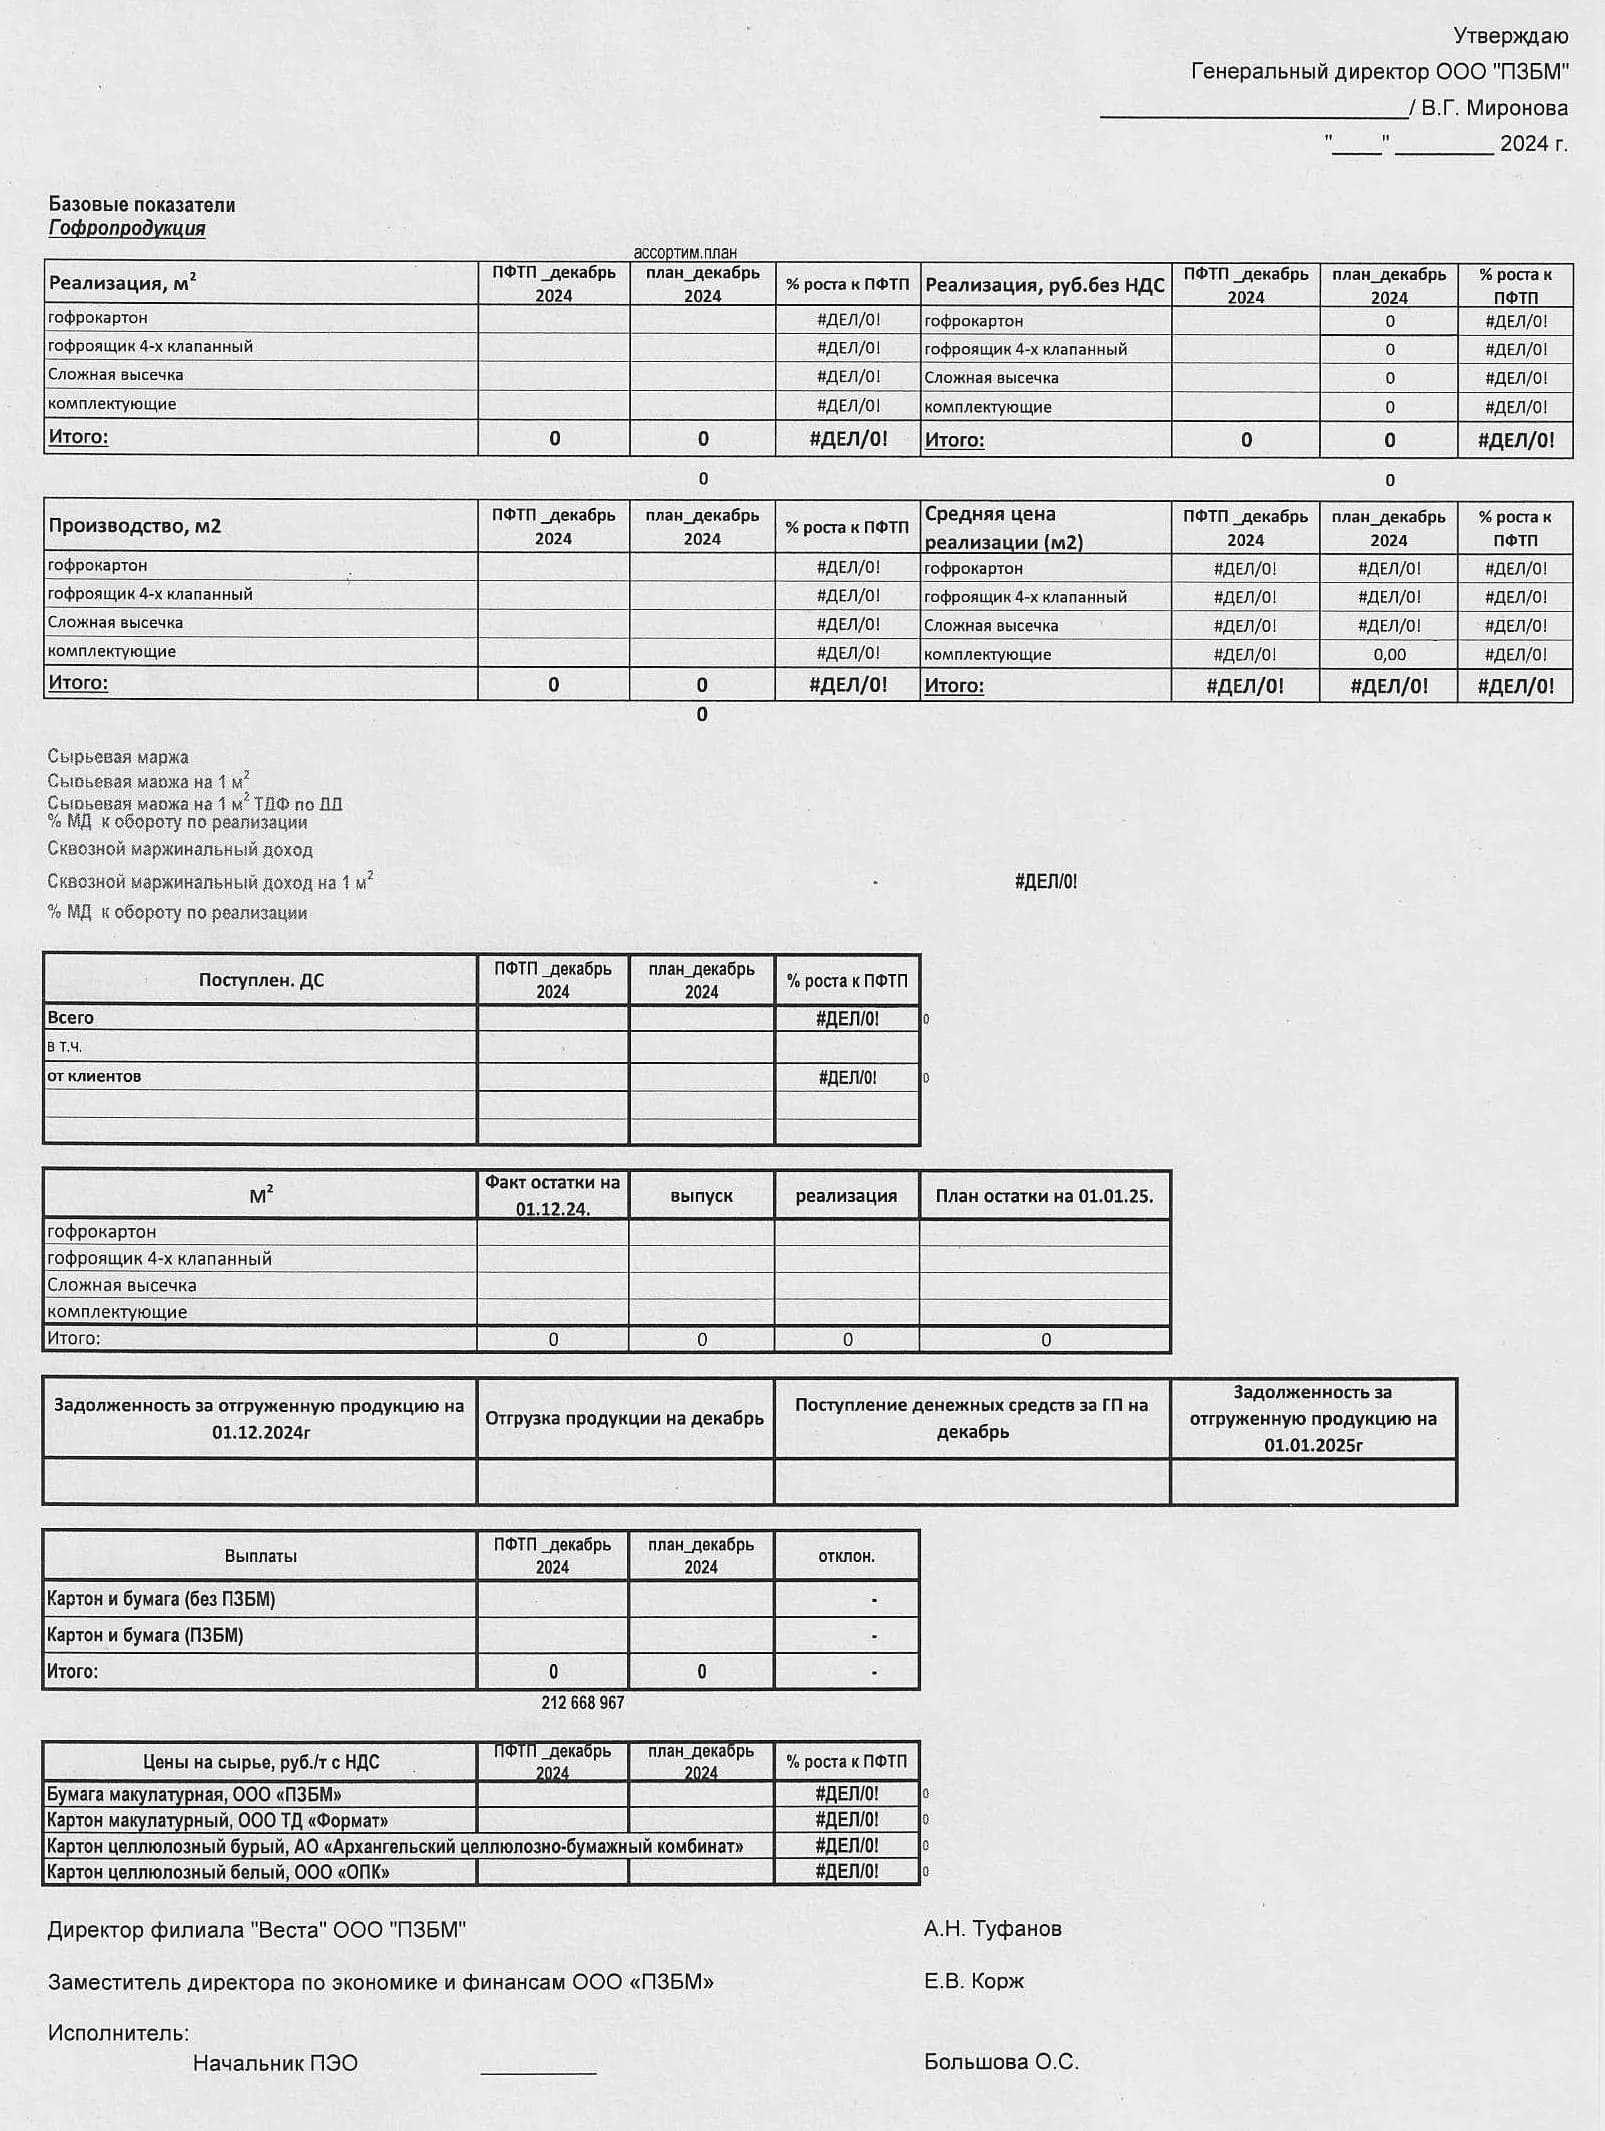 Утверждаю
Генеральный директор ООО "ПЗБМ"
/ В.Г. Миронова
"____" ________ 2024 г.
Базовые показатели
Гофропродукция
ассортим.план
Реализация, м² ПФТП _декабрь 2024 план_декабрь 2024 % роста к ПФТП Реализация, руб.без НДС ПФТП _декабрь 2024 план_декабрь 2024 % роста к ПФТП
гофрокартон #ДЕЛ/0! гофрокартон 0 #ДЕЛ/0!
гофроящик 4-х клапанный #ДЕЛ/0! гофроящик 4-х клапанный 0 #ДЕЛ/0!
Сложная высечка #ДЕЛ/0! Сложная высечка 0 #ДЕЛ/0!
комплектующие #ДЕЛ/0! комплектующие 0 #ДЕЛ/0!
Итого: 0 0 #ДЕЛ/0! Итого: 0 0 #ДЕЛ/0!
0 0
Производство, м2 ПФТП _декабрь 2024 план_декабрь 2024 % роста к ПФТП Средняя цена реализации (м2) ПФТП _декабрь 2024 план_декабрь 2024 % роста к ПФТП
гофрокартон #ДЕЛ/0! гофрокартон #ДЕЛ/0! #ДЕЛ/0! #ДЕЛ/0!
гофроящик 4-х клапанный #ДЕЛ/0! гофроящик 4-х клапанный #ДЕЛ/0! #ДЕЛ/0! #ДЕЛ/0!
Сложная высечка #ДЕЛ/0! Сложная высечка #ДЕЛ/0! #ДЕЛ/0! #ДЕЛ/0!
комплектующие #ДЕЛ/0! комплектующие #ДЕЛ/0! 0,00 #ДЕЛ/0!
Итого: 0 0 #ДЕЛ/0! Итого: #ДЕЛ/0! #ДЕЛ/0! #ДЕЛ/0!
0
Сырьевая маржа
Сырьевая маржа на 1 м²
Сырьевая маржа на 1 м² ТДФ по ДД
% МД к обороту по реализации
Сквозной маржинальный доход
Сквозной маржинальный доход на 1 м² - #ДЕЛ/0!
% МД к обороту по реализации
Поступлен. ДС ПФТП _декабрь 2024 план_декабрь 2024 % роста к ПФТП
Всего #ДЕЛ/0! 0
в т.ч.
от клиентов #ДЕЛ/0! 0
М² Факт остатки на 01.12.24. выпуск реализация План остатки на 01.01.25.
гофрокартон
гофроящик 4-х клапанный
Сложная высечка
комплектующие
Итого: 0 0 0 0
Задолженность за отгруженную продукцию на 01.12.2024г Отгрузка продукции на декабрь Поступление денежных средств за ГП на декабрь Задолженность за отгруженную продукцию на 01.01.2025г
Выплаты ПФТП _декабрь 2024 план_декабрь 2024 отклон.
Картон и бумага (без ПЗБМ) -
Картон и бумага (ПЗБМ) -
Итого: 0 0 -
212 668 967
Цены на сырье, руб./т с НДС ПФТП _декабрь 2024 план_декабрь 2024 % роста к ПФТП
Бумага макулатурная, ООО «ПЗБМ» #ДЕЛ/0! 0
Картон макулатурный, ООО ТД «Формат» #ДЕЛ/0! 0
Картон целлюлозный бурый, АО «Архангельский целлюлозно-бумажный комбинат» #ДЕЛ/0! 0
Картон целлюлозный белый, ООО «ОПК» #ДЕЛ/0! 0
Директор филиала "Веста" ООО "ПЗБМ" А.Н. Туфанов
Заместитель директора по экономике и финансам ООО «ПЗБМ» Е.В. Корж
Исполнитель:
Начальник ПЭО Большова О.С.